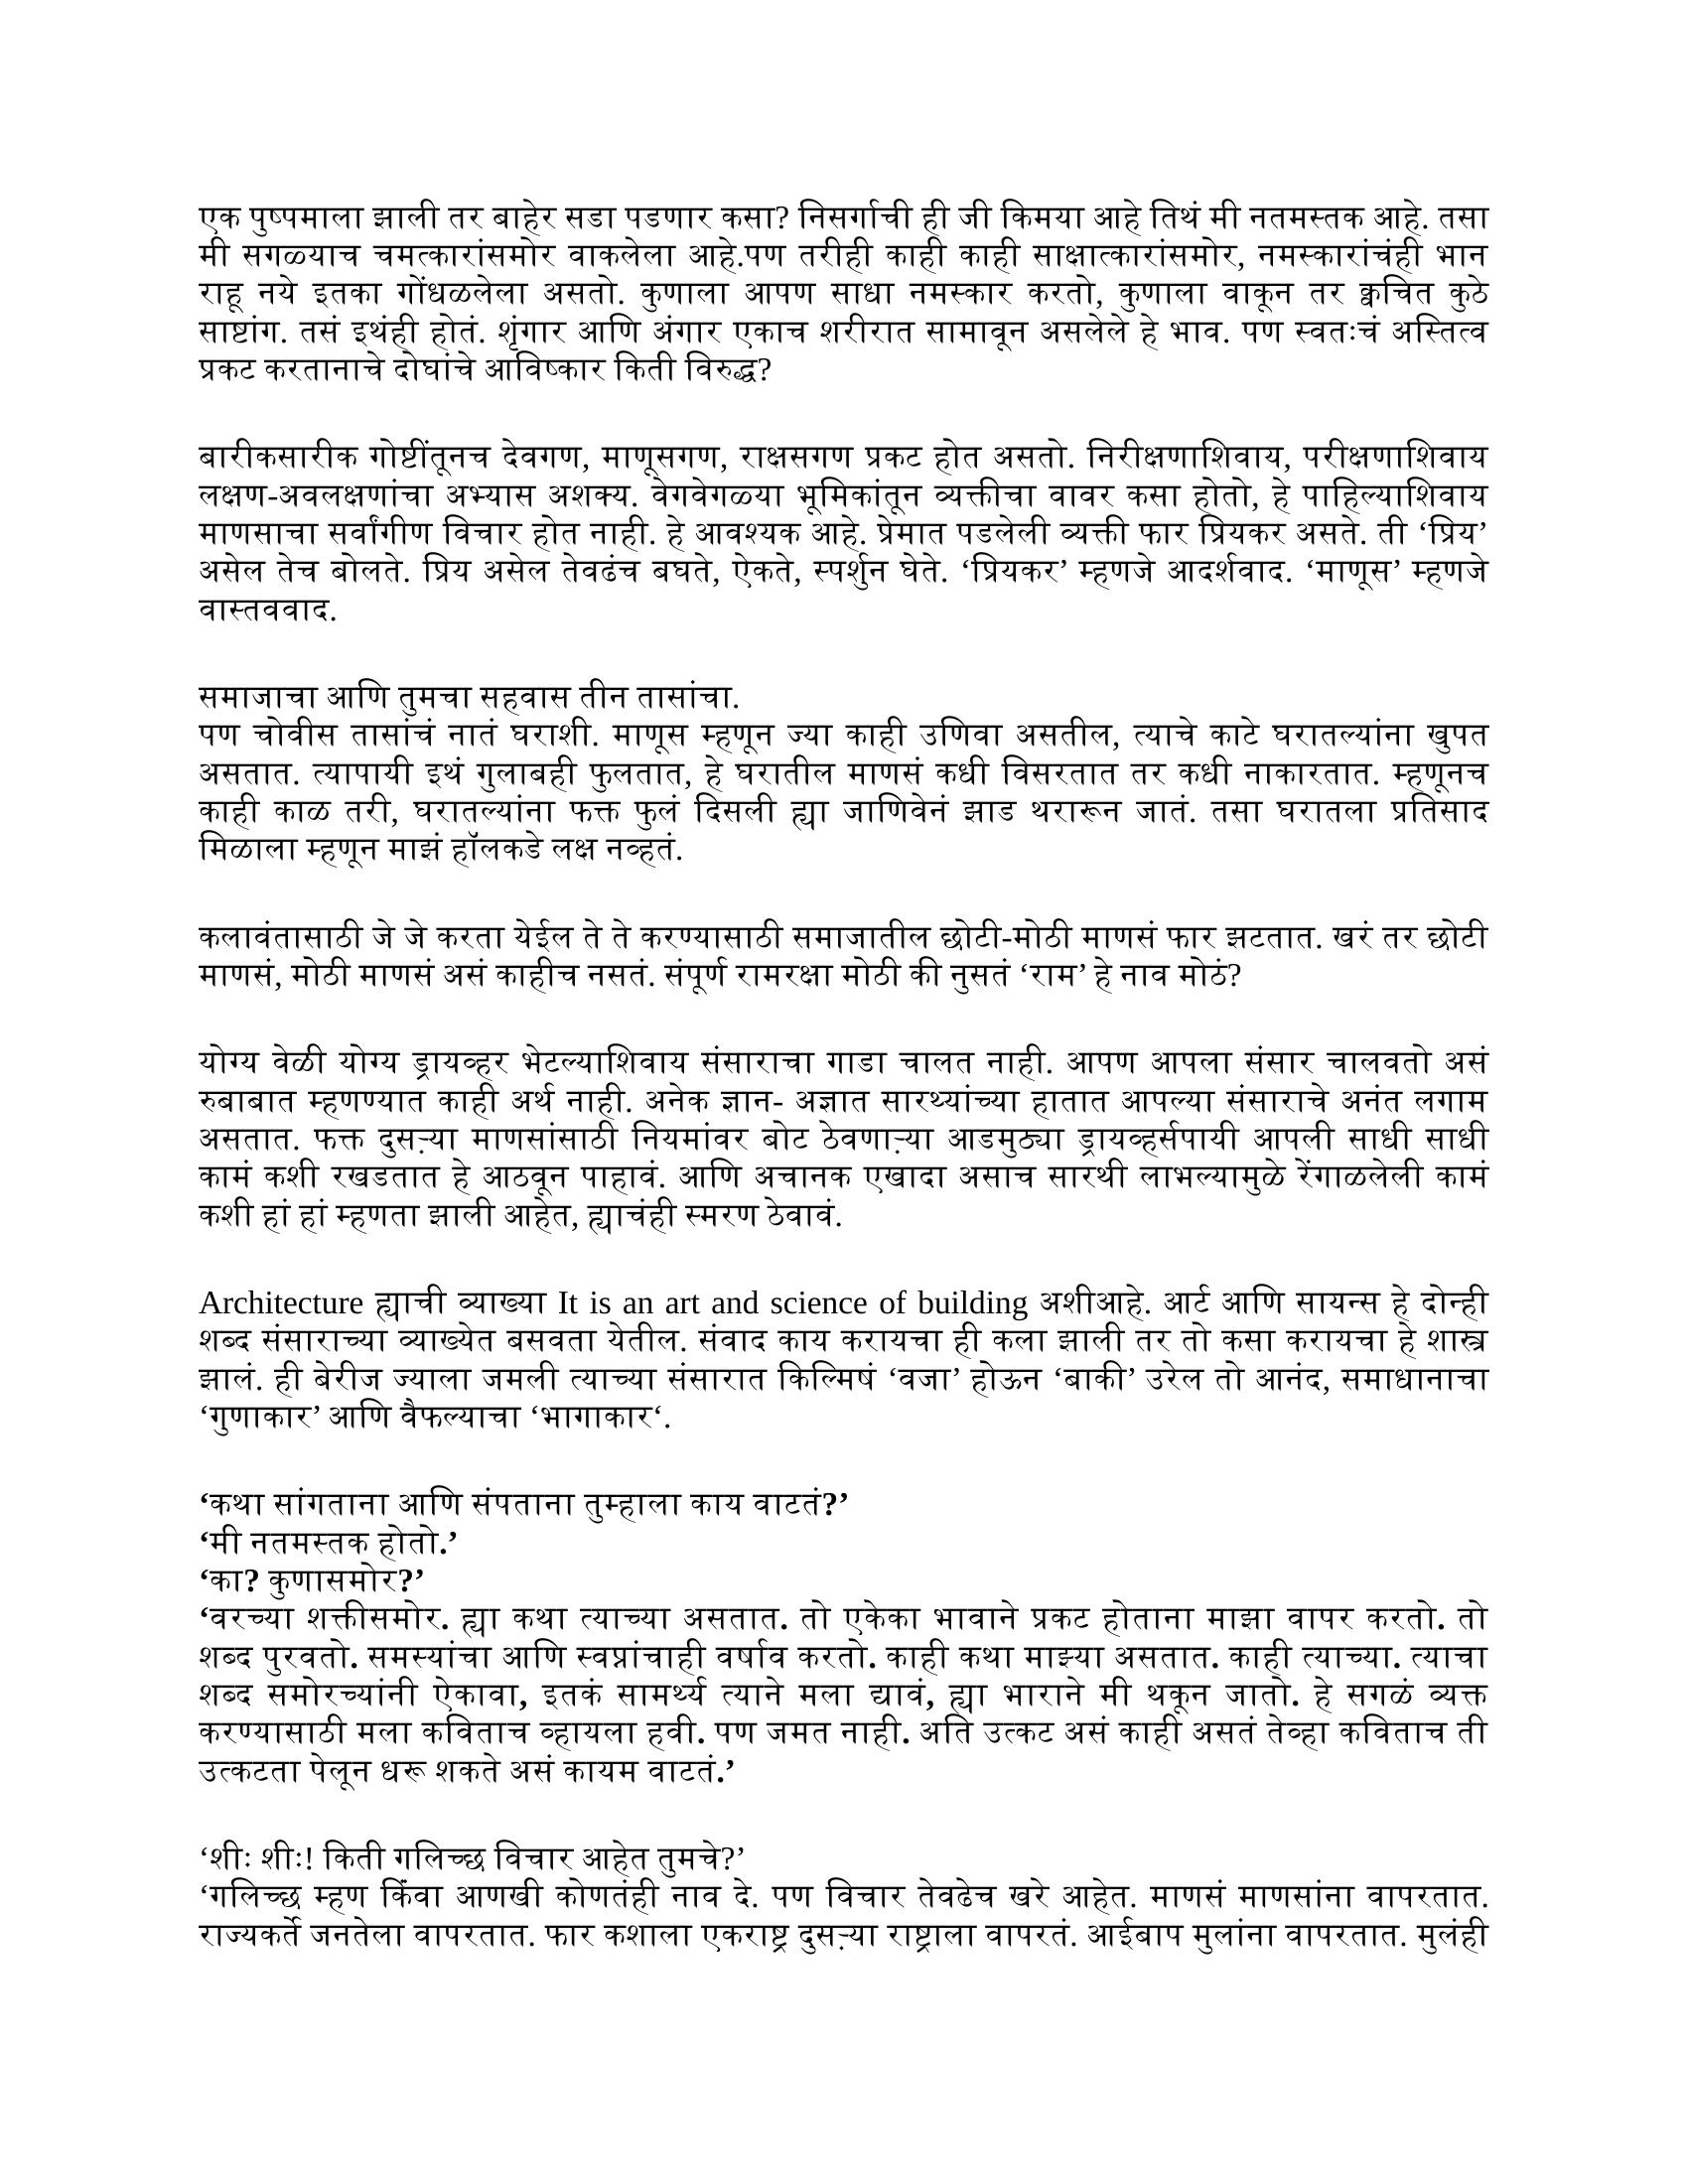 एक पुष्पमाला झाली तर बाहेर सडा पडणार कसा? निसर्गाची ही जी किमया आहे तिथं मी नतमस्तक आहे. तसा
मी सगळ्याच चमत्कारांसमोर वाकलेला आहे.पण तरीही काही काही साक्षात्कारांसमोर, नमस्कारांचंही भान
राहू नये इतका गोंधळलेला असतो. कुणाला आपण साधा नमस्कार करतो, कुणाला वाकून तर क्वचित कुठे
साष्टांग. तसं इथंही होतं. शृंगार आणि अंगार एकाच शरीरात सामावून असलेले हे भाव. पण स्वतःचं अस्तित्व
प्रकट करतानाचे दोघांचे आविष्कार किती विरुद्ध?
बारीकसारीक गोष्टींतूनच देवगण, माणूसगण, राक्षसगण प्रकट होत असतो. निरीक्षणाशिवाय, परीक्षणाशिवाय
लक्षण-अवलक्षणांचा अभ्यास अशक्य. वेगवेगळ्या भूमिकांतून व्यक्तीचा वावर कसा होतो, हे पाहिल्याशिवाय
माणसाचा सर्वांगीण विचार होत नाही. हे आवश्यक आहे. प्रेमात पडलेली व्यक्ती फार प्रियकर असते. ती ‘प्रिय’
असेल तेच बोलते. प्रिय असेल तेवढंच बघते, ऐकते, स्पर्शुन घेते. ‘प्रियकर’ म्हणजे आदर्शवाद. ‘माणूस’ म्हणजे
वास्तववाद.
समाजाचा आणि तुमचा सहवास तीन तासांचा.
पण चोवीस तासांचं नातं घराशी. माणूस म्हणून ज्या काही उणिवा असतील, त्याचे काटे घरातल्यांना खुपत
असतात. त्यापायी इथं गुलाबही फुलतात, हे घरातील माणसं कधी विसरतात तर कधी नाकारतात. म्हणूनच
काही काळ तरी, घरातल्यांना फक्त फुलं दिसली ह्या जाणिवेनं झाड थरारून जातं. तसा घरातला प्रतिसाद
मिळाला म्हणून माझं हॉलकडे लक्ष नव्हतं.
कलावंतासाठी जे जे करता येईल ते ते करण्यासाठी समाजातील छोटी-मोठी माणसं फार झटतात. खरं तर छोटी
माणसं, मोठी माणसं असं काहीच नसतं. संपूर्ण रामरक्षा मोठी की नुसतं ‘राम’ हे नाव मोठं?
योग्य वेळी योग्य ड्रायव्हर भेटल्याशिवाय संसाराचा गाडा चालत नाही. आपण आपला संसार चालवतो असं
रुबाबात म्हणण्यात काही अर्थ नाही. अनेक ज्ञान- अज्ञात सारथ्यांच्या हातात आपल्या संसाराचे अनंत लगाम
असतात. फक्त दुसऱ्या माणसांसाठी नियमांवर बोट ठेवणाऱ्या आडमुठ्या ड्रायव्हर्सपायी आपली साधी साधी
कामं कशी रखडतात हे आठवून पाहावं. आणि अचानक एखादा असाच सारथी लाभल्यामुळे रेंगाळलेली कामं
कशी हां हां म्हणता झाली आहेत, ह्याचंही स्मरण ठेवावं.
Architecture ह्याची व्याख्या It is an art and science of building अशीआहे. आर्ट आणि सायन्स हे दोन्ही
शब्द संसाराच्या व्याख्येत बसवता येतील. संवाद काय करायचा ही कला झाली तर तो कसा करायचा हे शास्त्र
झालं. ही बेरीज ज्याला जमली त्याच्या संसारात किल्मिषं ‘वजा’ होऊन ‘बाकी’ उरेल तो आनंद, समाधानाचा
‘गुणाकार’ आणि वैफल्याचा ‘भागाकार‘.
‘कथा सांगताना आणि संपताना तुम्हाला काय वाटतं?’
‘मी नतमस्तक होतो.’
‘का? कुणासमोर?’
‘वरच्या शक्तीसमोर. ह्या कथा त्याच्या असतात. तो एकेका भावाने प्रकट होताना माझा वापर करतो. तो
शब्द पुरवतो. समस्यांचा आणि स्वप्नांचाही वर्षाव करतो. काही कथा माझ्या असतात. काही त्याच्या. त्याचा
शब्द समोरच्यांनी ऐकावा, इतकं सामर्थ्य त्याने मला द्यावं, ह्या भाराने मी थकून जातो. हे सगळं व्यक्त
करण्यासाठी मला कविताच व्हायला हवी. पण जमत नाही. अति उत्कट असं काही असतं तेव्हा कविताच ती
उत्कटता पेलून धरू शकते असं कायम वाटतं.’
‘शीः शीः! किती गलिच्छ विचार आहेत तुमचे?’
‘गलिच्छ म्हण किंवा आणखी कोणतंही नाव दे. पण विचार तेवढेच खरे आहेत. माणसं माणसांना वापरतात.
राज्यकर्ते जनतेला वापरतात. फार कशाला एकराष्ट्र दुसऱ्या राष्ट्राला वापरतं. आईबाप मुलांना वापरतात. मुलंही